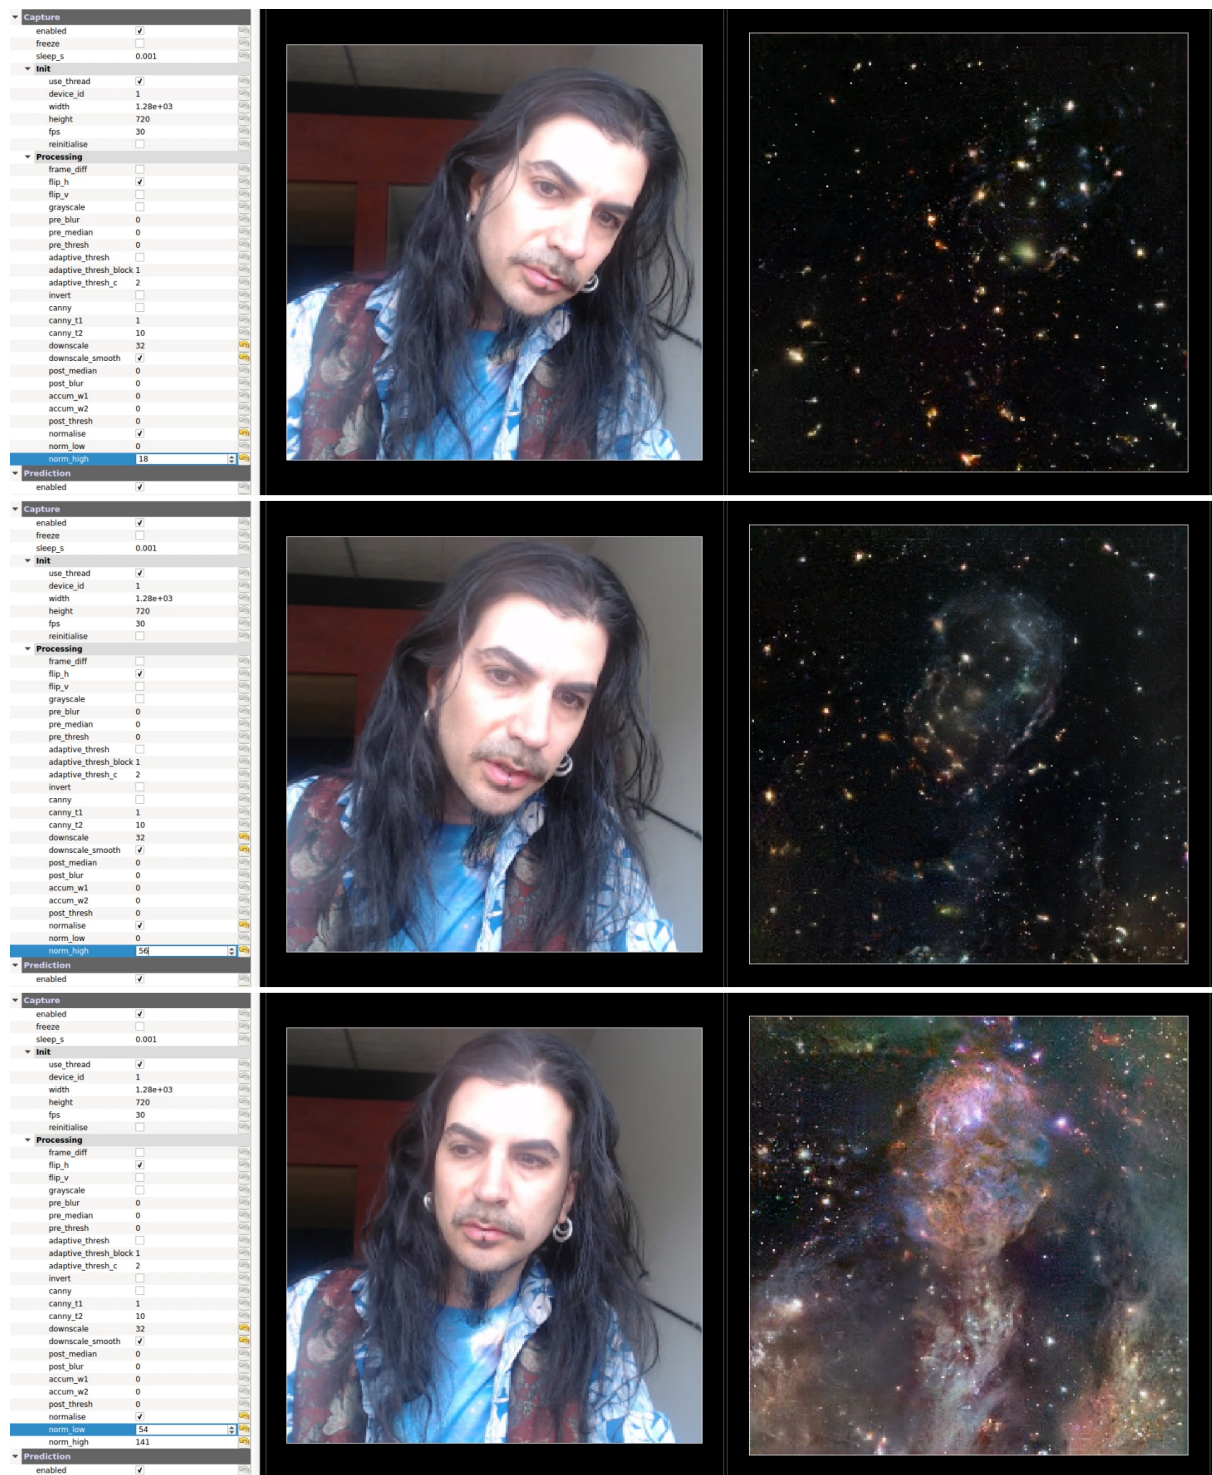 Capture
enabled
freeze
sleep_s 0.001
Init
use_thread
device_id 1
width 1.28e+03
height 720
fps 30
reinitialise
Processing
frame_diff
flip_h
flip_v
grayscale
pre_blur 0
pre_median 0
pre_thresh 0
adaptive_thresh
adaptive_thresh_block 1
adaptive_thresh_c 2
invert
canny
canny_t1 1
canny_t2 10
downscale 32
downscale_smooth
post_median 0
post_blur 0
accum_w1 0
accum_w2 0
post_thresh 0
normalise
norm_low 0
norm_high 18
Prediction
enabled
Capture
enabled
freeze
sleep_s 0.001
Init
use_thread
device_id 1
width 1.28e+03
height 720
fps 30
reinitialise
Processing
frame_diff
flip_h
flip_v
grayscale
pre_blur 0
pre_median 0
pre_thresh 0
adaptive_thresh
adaptive_thresh_block 1
adaptive_thresh_c 2
invert
canny
canny_t1 1
canny_t2 10
downscale 32
downscale_smooth
post_median 0
post_blur 0
accum_w1 0
accum_w2 0
post_thresh 0
normalise
norm_low 0
norm_high 56
Prediction
enabled
Capture
enabled
freeze
sleep_s 0.001
Init
use_thread
device_id 1
width 1.28e+03
height 720
fps 30
reinitialise
Processing
frame_diff
flip_h
flip_v
grayscale
pre_blur 0
pre_median 0
pre_thresh 0
adaptive_thresh
adaptive_thresh_block 1
adaptive_thresh_c 2
invert
canny
canny_t1 1
canny_t2 10
downscale 32
downscale_smooth
post_median 0
post_blur 0
accum_w1 0
accum_w2 0
post_thresh 0
normalise
norm_low 54
norm_high 141
Prediction
enabled